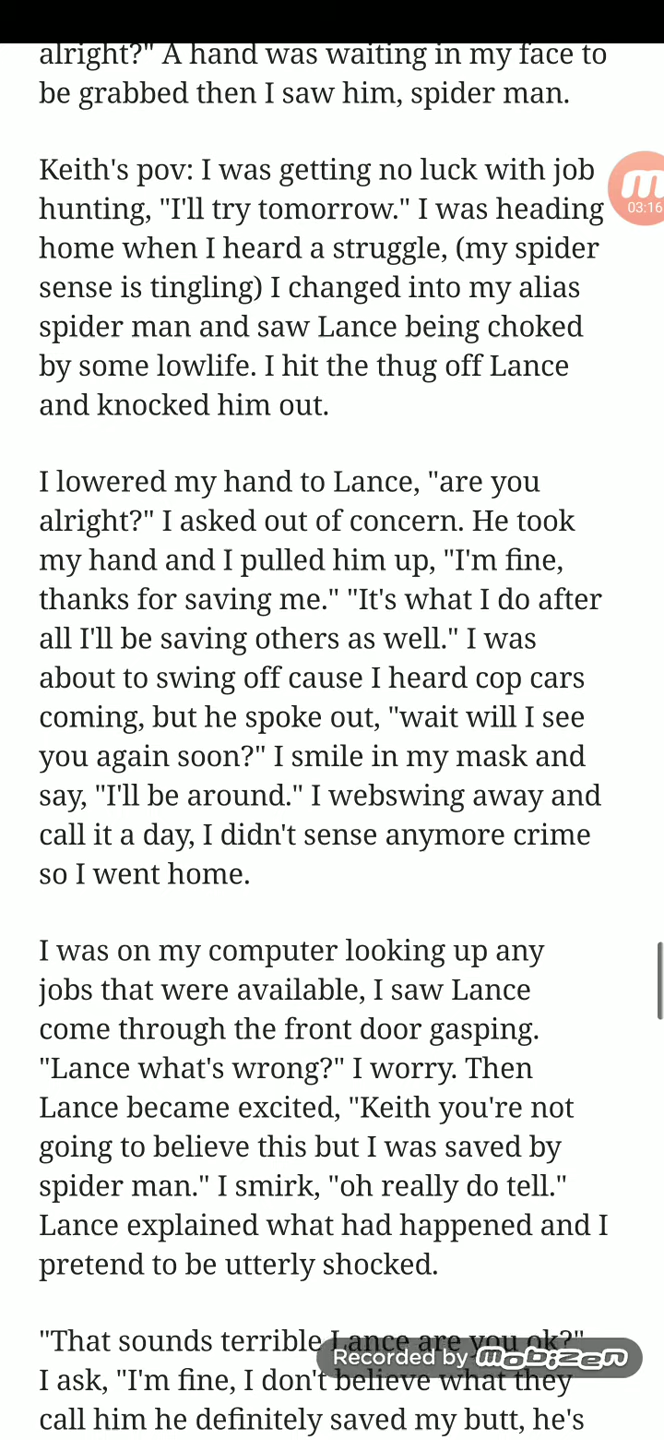 alright?" A hand was waiting in my face to
be grabbed then I saw him, spider man.
Keith's pov: I was getting no luck with job
hunting, "I'll try tomorrow." I was heading
home when I heard a struggle, (my spider
sense is tingling) I changed into my alias
spider man and saw Lance being choked
by some lowlife. I hit the thug off Lance
and knocked him out.
I lowered my hand to Lance, "are you
alright?" I asked out of concern. He took
my hand and I pulled him up, "I'm fine,
thanks for saving me." "It's what I do after
all I'll be saving others as well." I was
about to swing off cause I heard cop cars
coming, but he spoke out, "wait will I see
you again soon?" I smile in my mask and
say, "I'll be around." I webswing away and
call it a day, I didn't sense anymore crime
so I went home.
I was on my computer looking up any
jobs that were available, I saw Lance
come through the front door gasping.
"Lance what's wrong?" I worry. Then
Lance became excited, "Keith you're not
going to believe this but I was saved by
spider man." I smirk, "oh really do tell."
Lance explained what had happened and I
pretend to be utterly shocked.
"That sounds terrible Lance are you ok?"
I ask, "I'm fine, I don't believe what they
call him he definitely saved my butt, he's
m
03:16
Recorded by mobizen